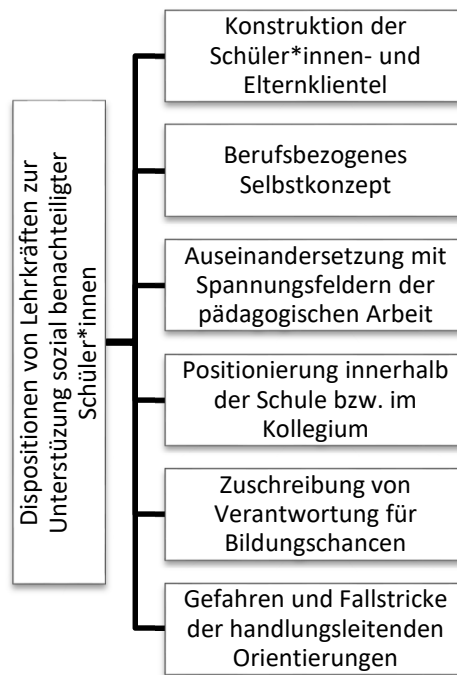 Dispositionen von Lehrkräften zur
Unterstüzung sozial benachteiligter
Schüler*innen
Konstruktion der
Schüler*innen- und
Elternklientel
Berufsbezogenes
Selbstkonzept
Auseinandersetzung mit
Spannungsfeldern der
pädagogischen Arbeit
Positionierung innerhalb
der Schule bzw. im
Kollegium
Zuschreibung von
Verantwortung für
Bildungschancen
Gefahren und Fallstricke
der handlungsleitenden
Orientierungen